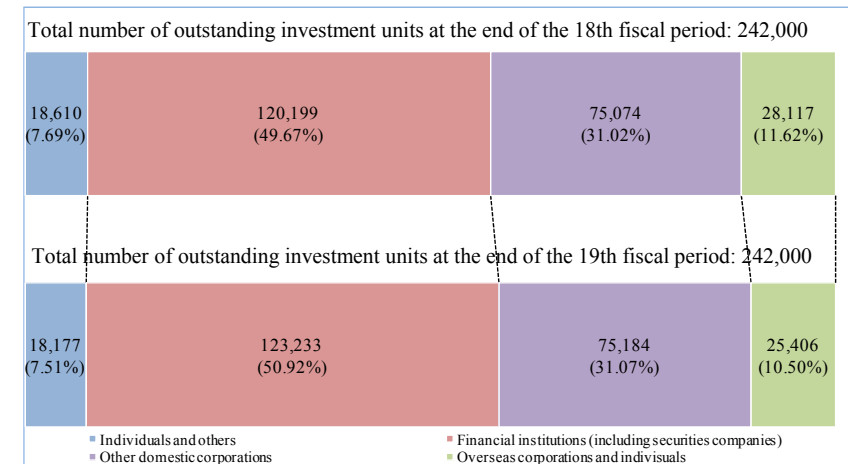 Total number of outstanding investment units at the end of the 18th fiscal period: 242,000
18,610 120,199 75,074 28,117
(7.69%) (49.67%) (31.02%) (11.62%)
Total number of outstanding investment units at the end of the 19th fiscal period: 242,000
18,177 123,233 75,184 25,406
(7.51%) (50.92%) (31.07%) (10.50%)
Individuals and others Financial institutions (including securities companies)
Other domestic corporations Overseas corporations and indivisuals